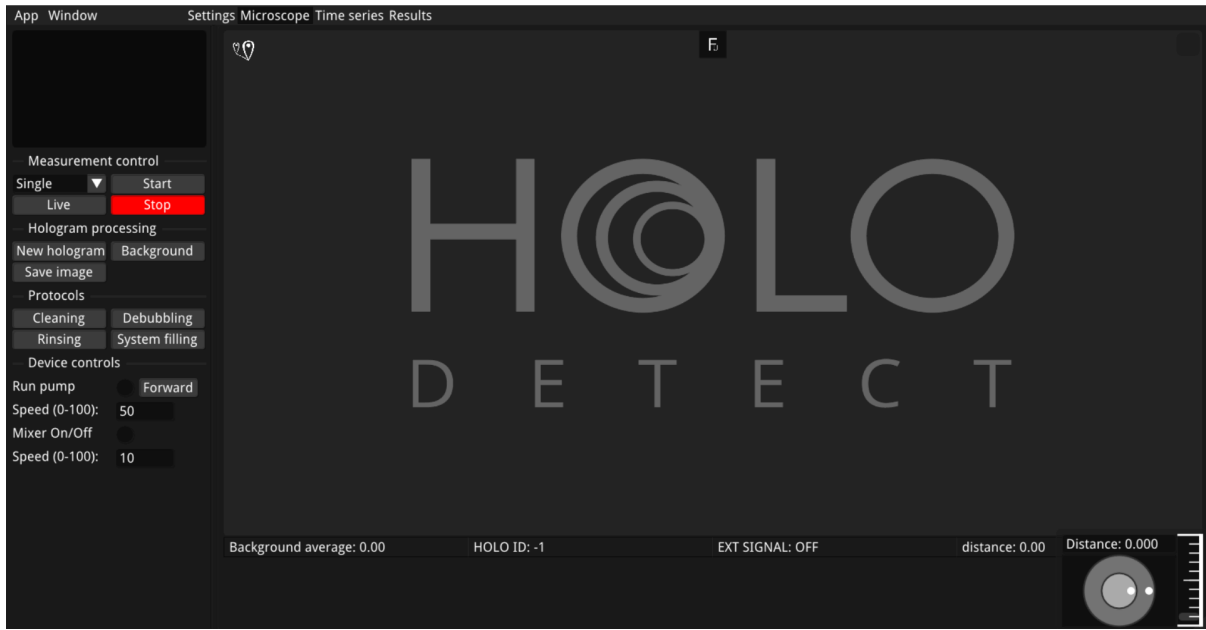 App Window Settings Microscope Time series Results
Measurement control
Single Start
Live Stop
Hologram processing
New hologram Background
Save image
Protocols
Cleaning Debubbling
Rinsing System filling
Device controls
Run pump Forward
Speed (0-100): 50
Mixer On/Off
Speed (0-100): 10
HOLO
DETECT
Background average: 0.00 HOLO ID: -1 EXT SIGNAL: OFF distance: 0.00 Distance: 0.000